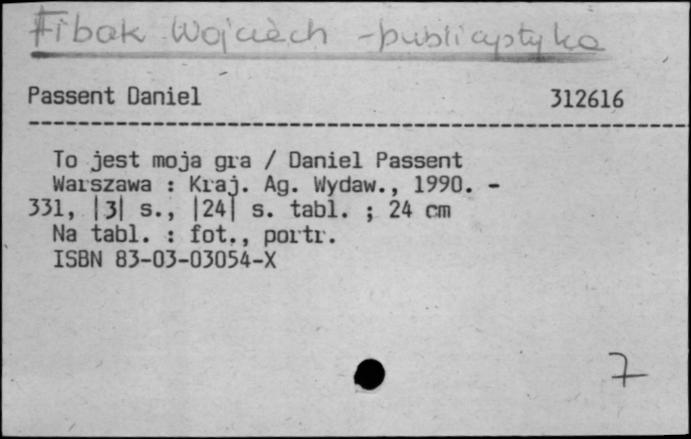 Fibak Wojciech - publicystyka
Passent Daniel 312616
To jest moja gra / Daniel Passent
Warszawa : Kraj. Ag. Wydaw., 1990. -
331, |3| s., |24| s. tabl. ; 24 cm
Na tabl. : fot., portr.
ISBN 83-03-03054-X
7